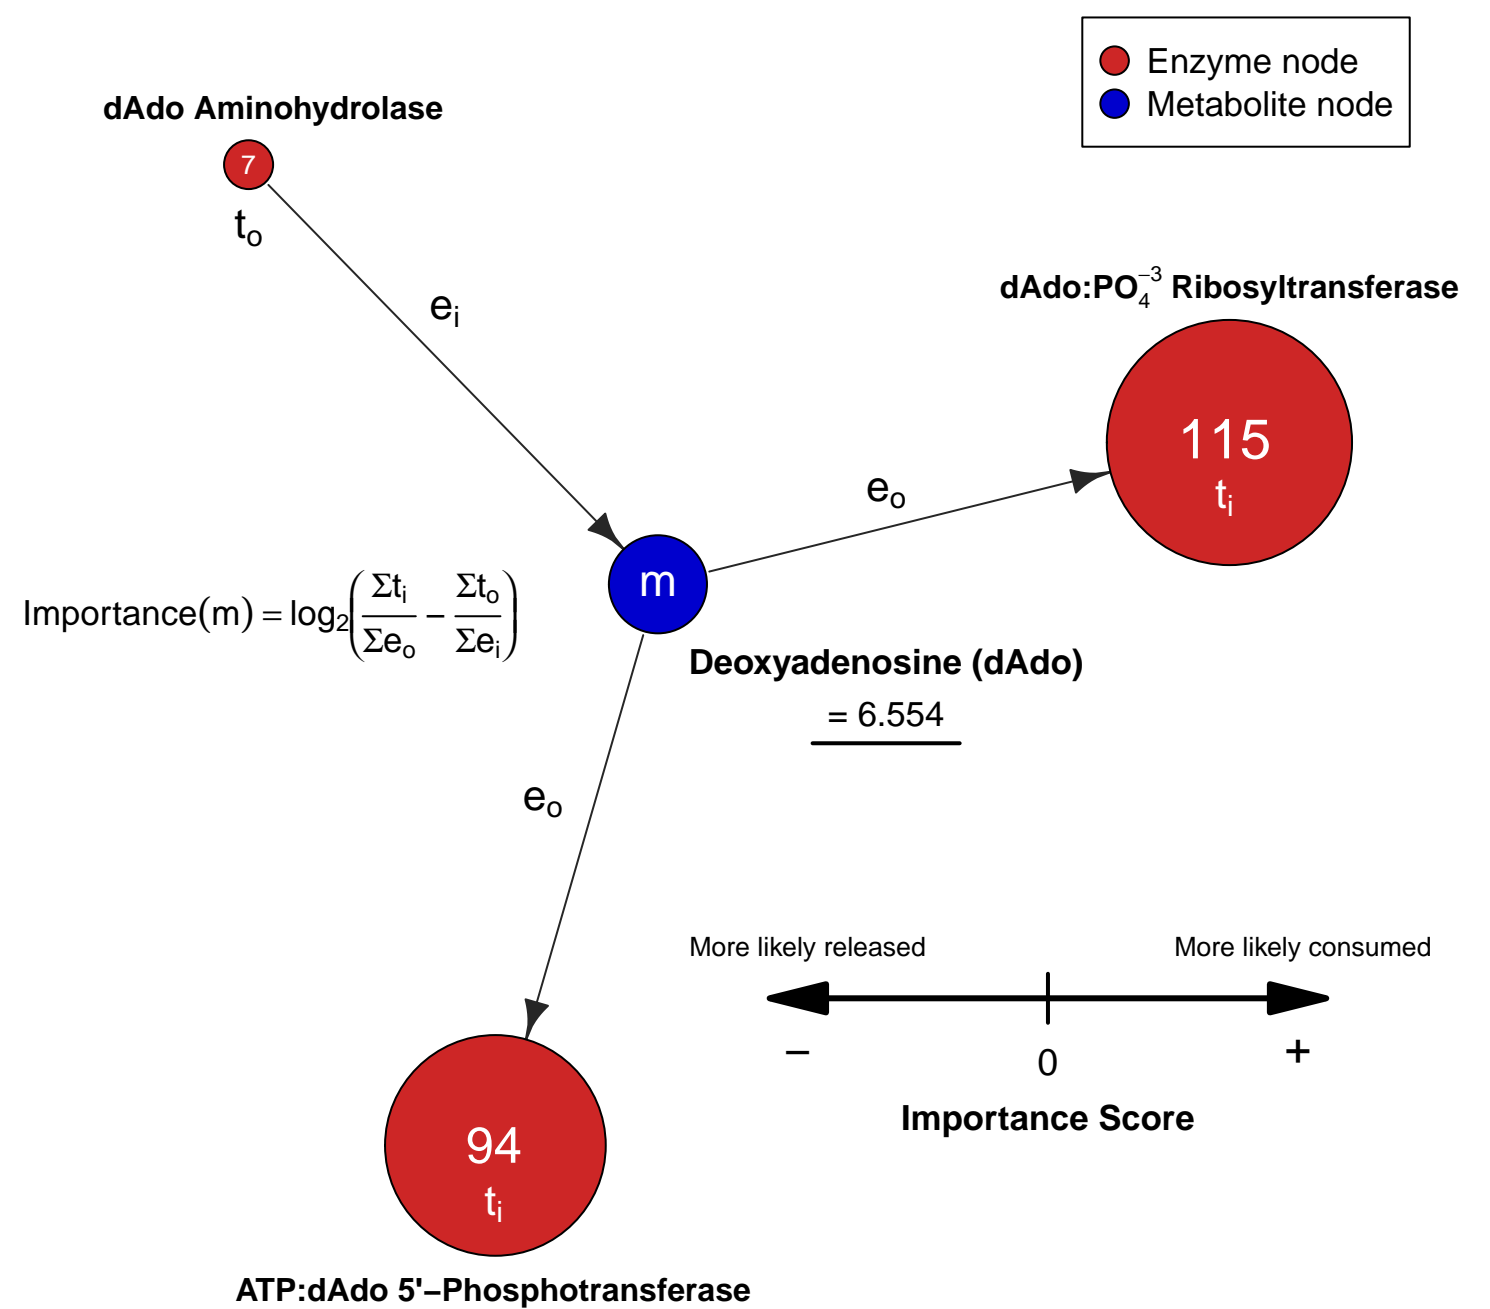 Enzyme node
Metabolite node
dAdo Aminohydrolase
7
tₒ
eᵢ
dAdo:PO₄⁻³ Ribosyltransferase
115
tᵢ
eₒ
m
Importance(m) = log₂(Σtᵢ/Σeₒ − Σtₒ/Σeᵢ)
Deoxyadenosine (dAdo)
= 6.554
eₒ
More likely released
More likely consumed
−
0
+
Importance Score
94
tᵢ
ATP:dAdo 5'−Phosphotransferase